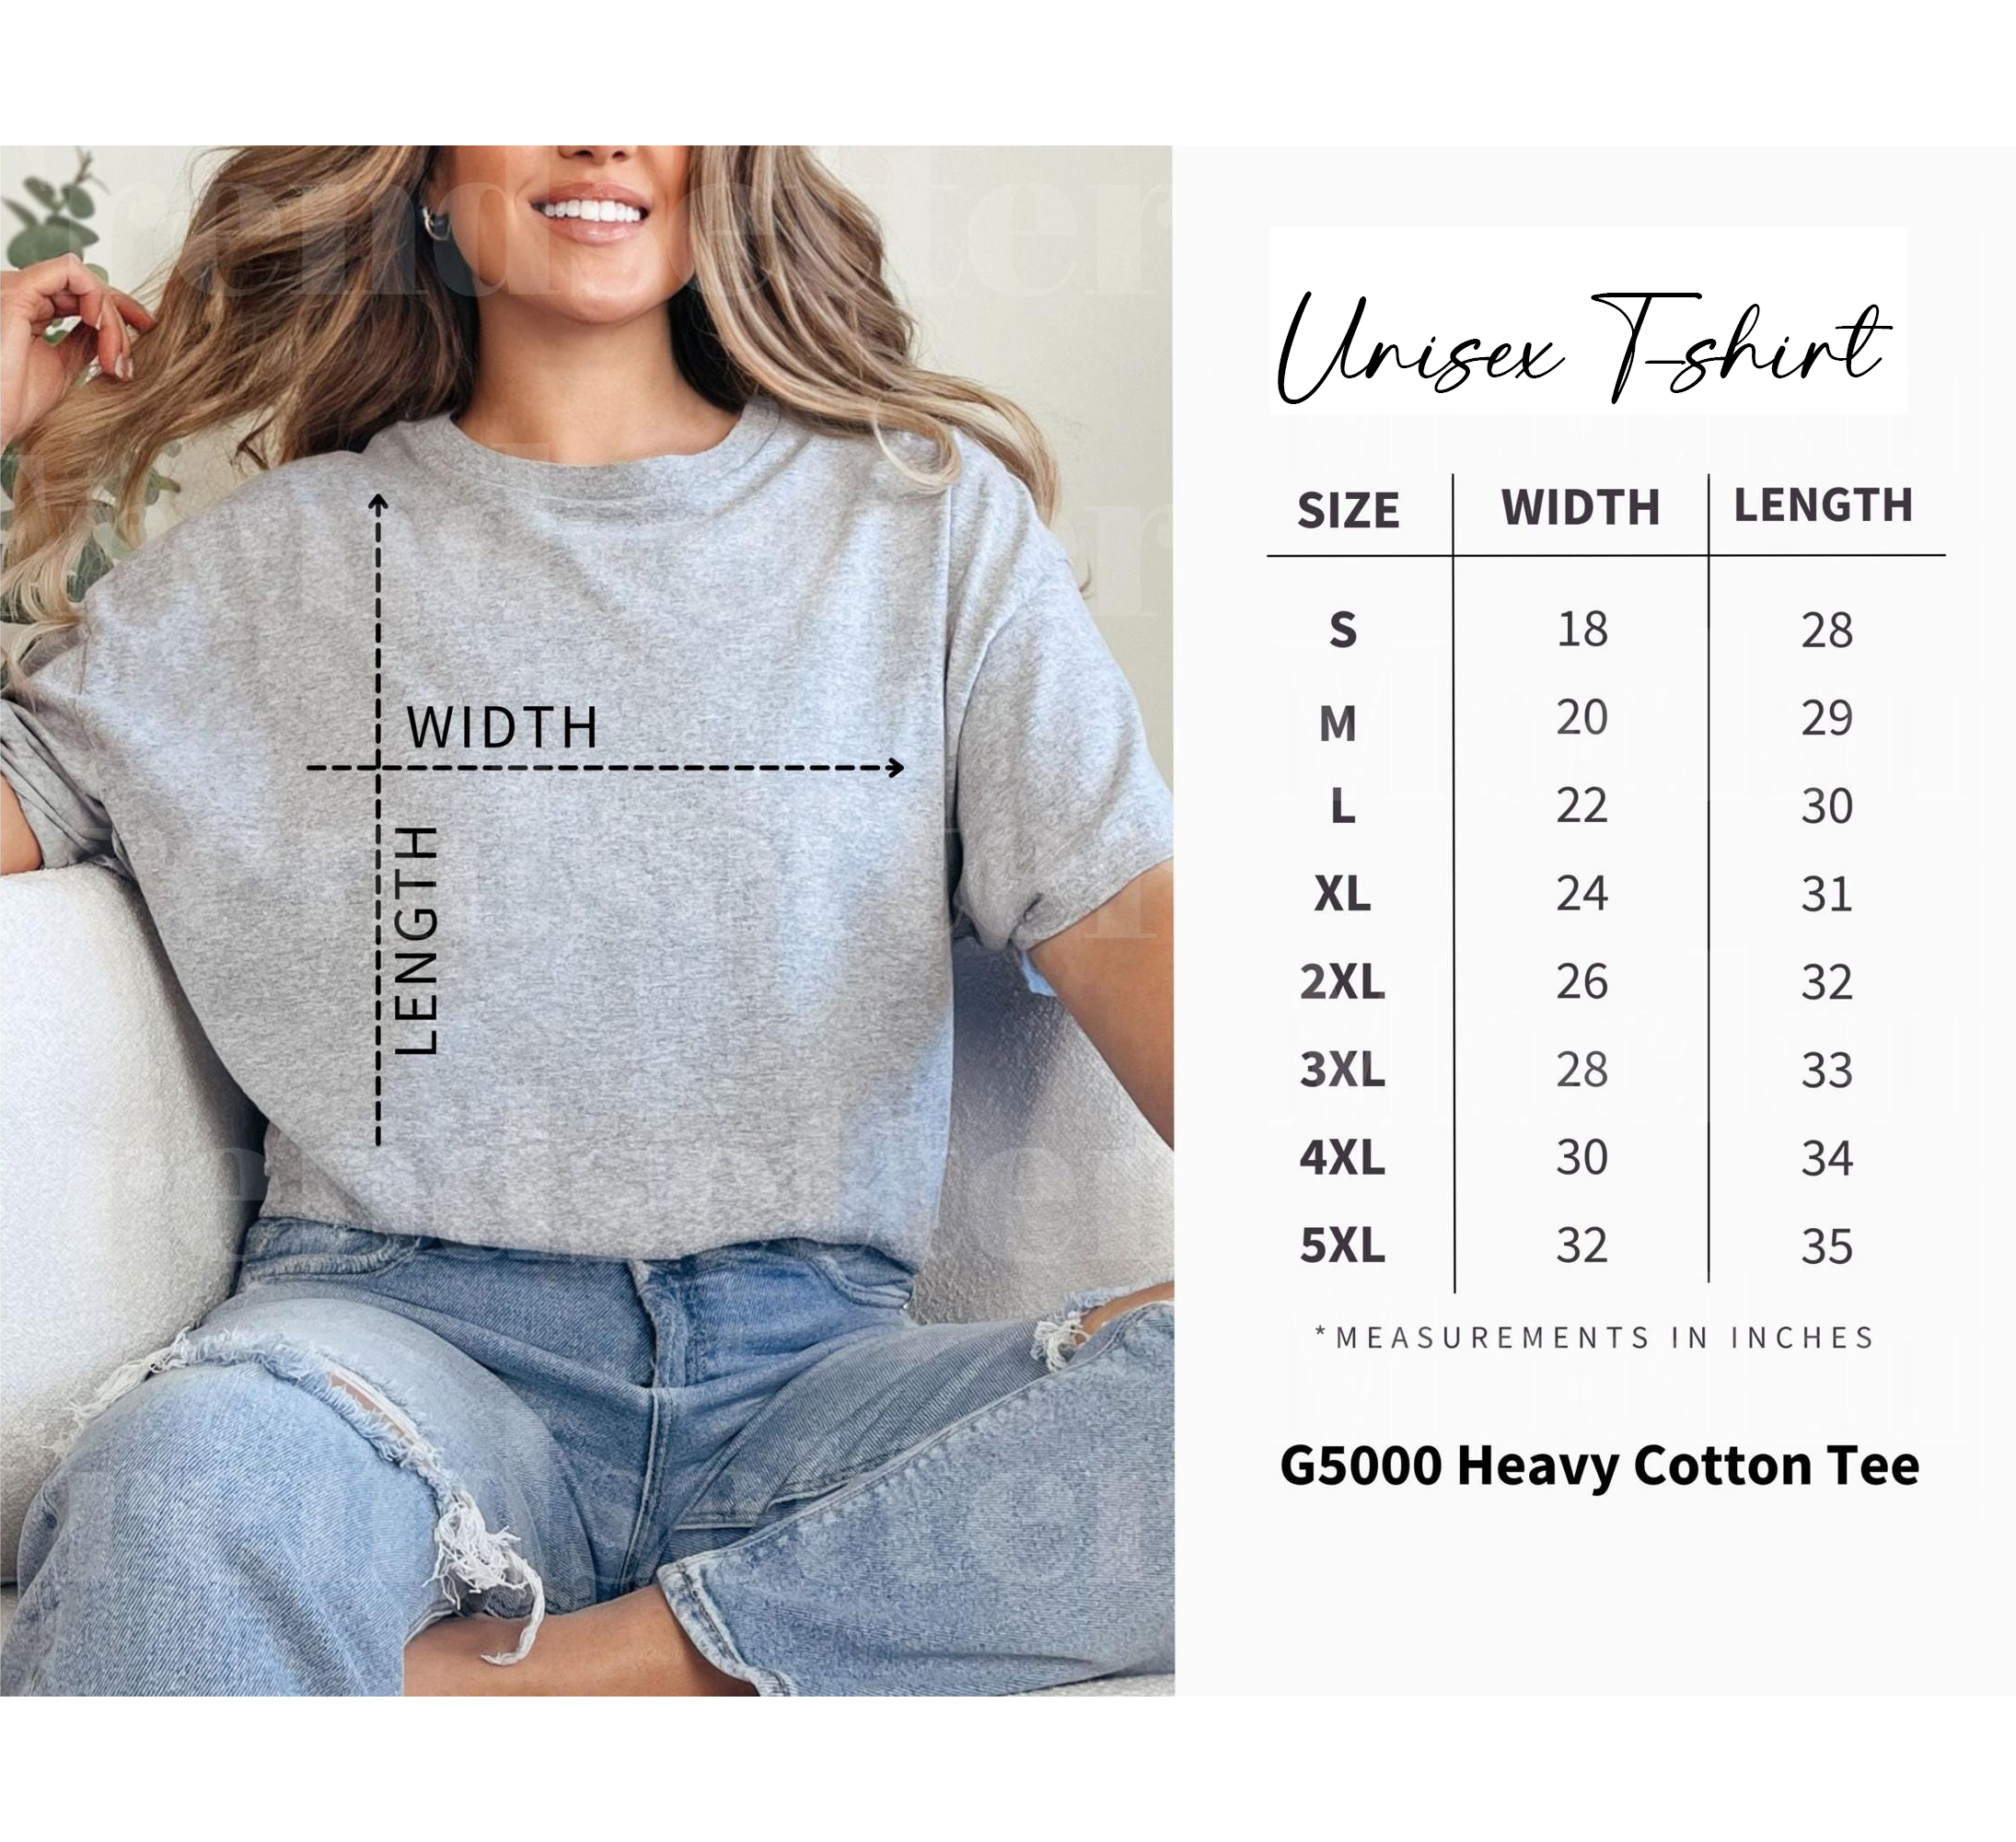 Unisex T-shirt
SIZE WIDTH LENGTH
S 18 28
M 20 29
L 22 30
XL 24 31
2XL 26 32
3XL 28 33
4XL 30 34
5XL 32 35
*MEASUREMENTS IN INCHES
G5000 Heavy Cotton Tee
WIDTH
LENGTH